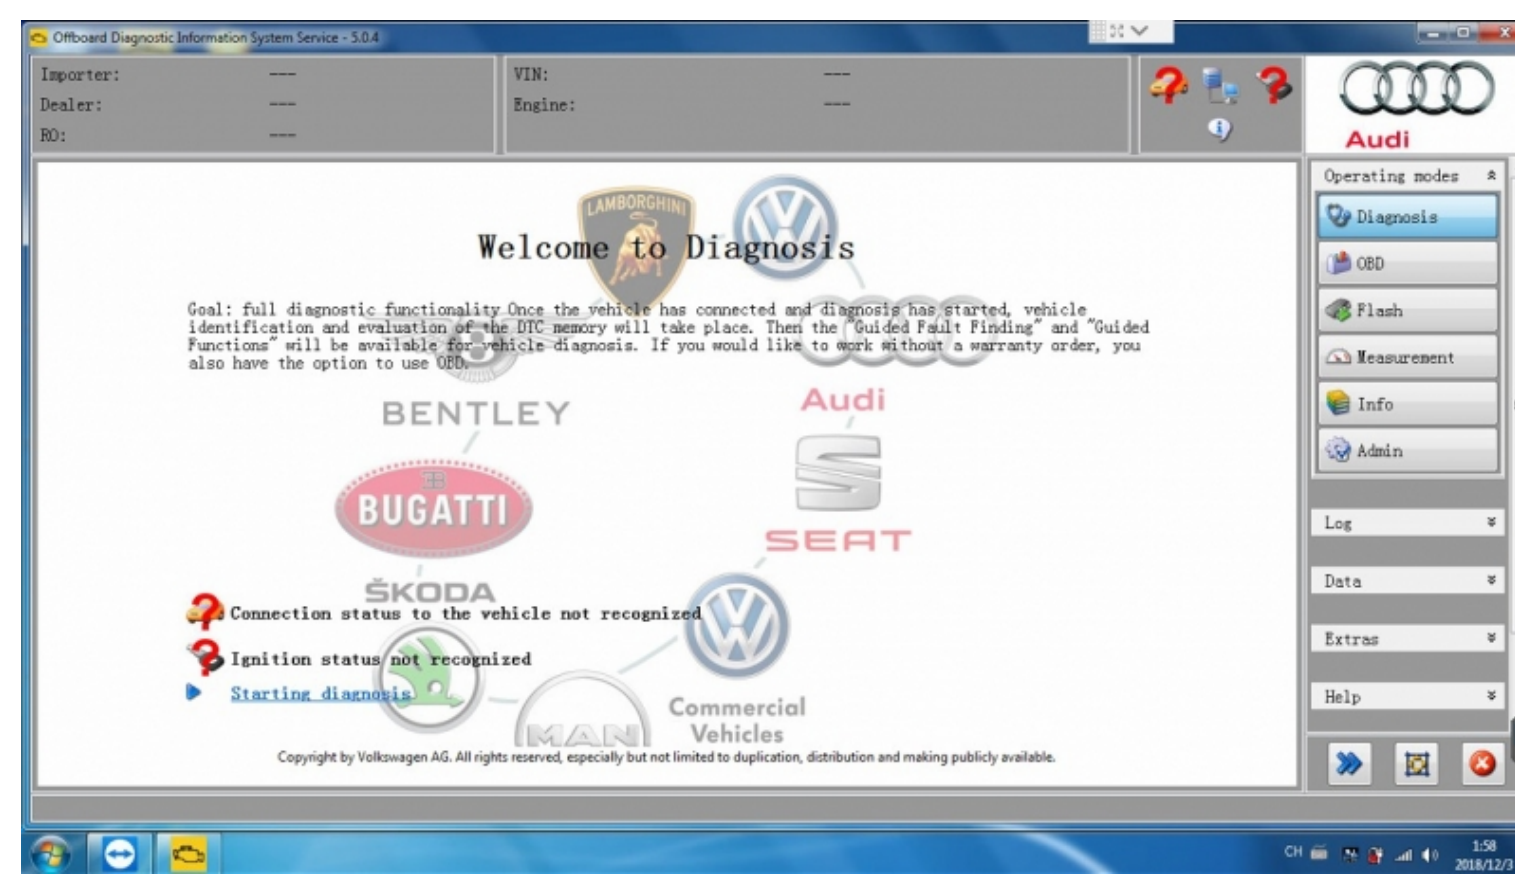 Offboard Diagnostic Information System Service - 5.0.4
Importer: ---
Dealer: ---
RO: ---
VIN: ---
Engine: ---
Audi
Operating modes
Diagnosis
OBD
Flash
Measurement
Info
Admin
Log
Data
Extras
Help
LAMBORGHINI
Welcome to Diagnosis
Goal: full diagnostic functionality Once the vehicle has connected and diagnosis has started, vehicle
identification and evaluation of the DTC memory will take place. Then the "Guided Fault Finding" and "Guided
Functions" will be available for vehicle diagnosis. If you would like to work without a warranty order, you
also have the option to use OBD.
BENTLEY
Audi
BUGATTI
SEAT
ŠKODA
Connection status to the vehicle not recognized
Ignition status not recognized
Starting diagnosis
MAN
Commercial
Vehicles
Copyright by Volkswagen AG. All rights reserved, especially but not limited to duplication, distribution and making publicly available.
CH
1:58
2018/12/3